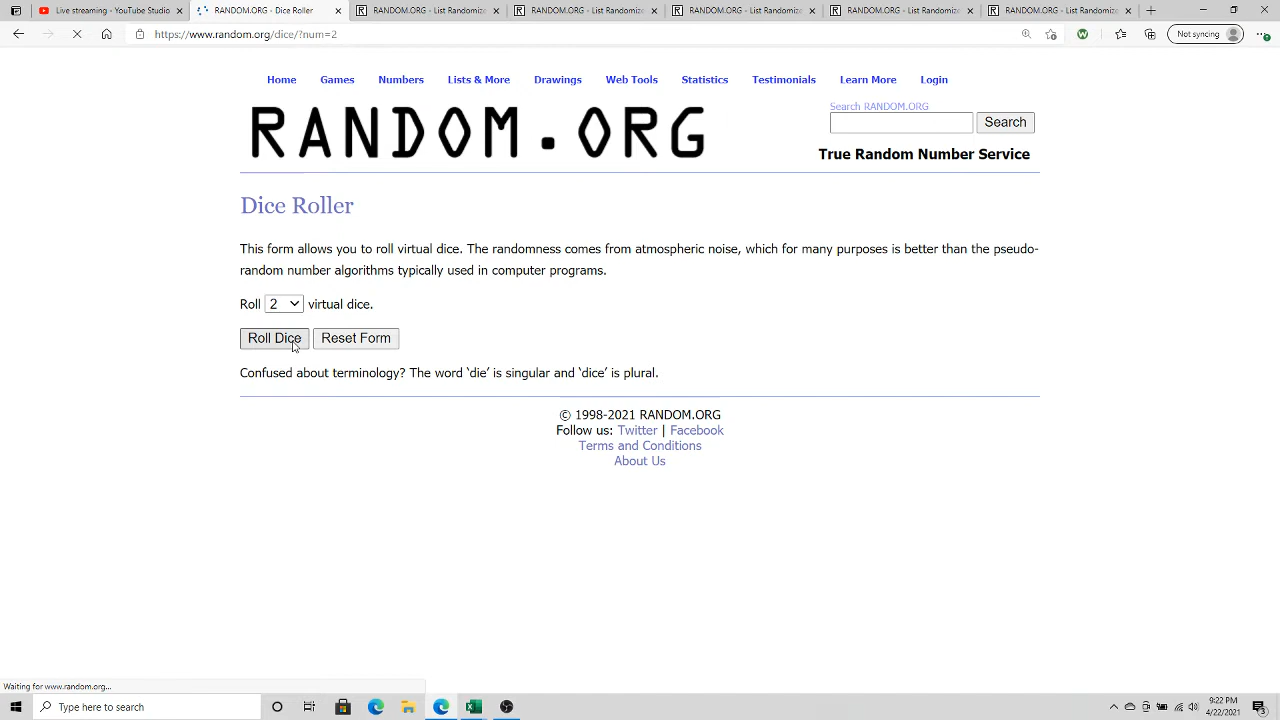 Live streaming - YouTube Studio
RANDOM.ORG - Dice Roller
RANDOM.ORG - List Randomizer
RANDOM.ORG - List Randomize
RANDOM.ORG - List Randomize
RANDOM.ORG - List Randomize
RANDOM.ORG - List Randomize
https://www.random.org/dice/?num=2
Not syncing
Home Games Numbers Lists & More Drawings Web Tools Statistics Testimonials Learn More Login
RANDOM.ORG
Search RANDOM.ORG
Search
True Random Number Service
Dice Roller
This form allows you to roll virtual dice. The randomness comes from atmospheric noise, which for many purposes is better than the pseudo-
random number algorithms typically used in computer programs.
Roll 2 virtual dice.
Roll Dice Reset Form
Confused about terminology? The word ‘die’ is singular and ‘dice’ is plural.
© 1998-2021 RANDOM.ORG
Follow us: Twitter | Facebook
Terms and Conditions
About Us
Waiting for www.random.org...
Type here to search
9:22 PM
4/22/2021